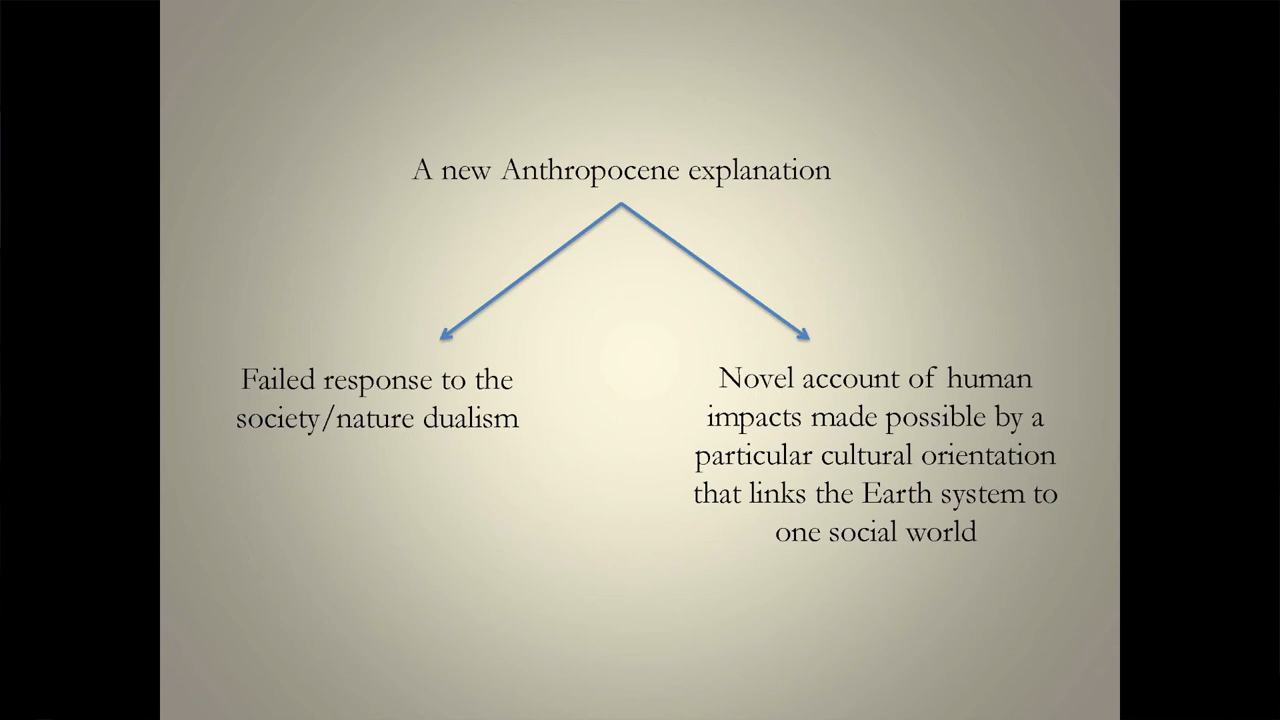 A new Anthropocene explanation
Failed response to the
society/nature dualism
Novel account of human
impacts made possible by a
particular cultural orientation
that links the Earth system to
one social world